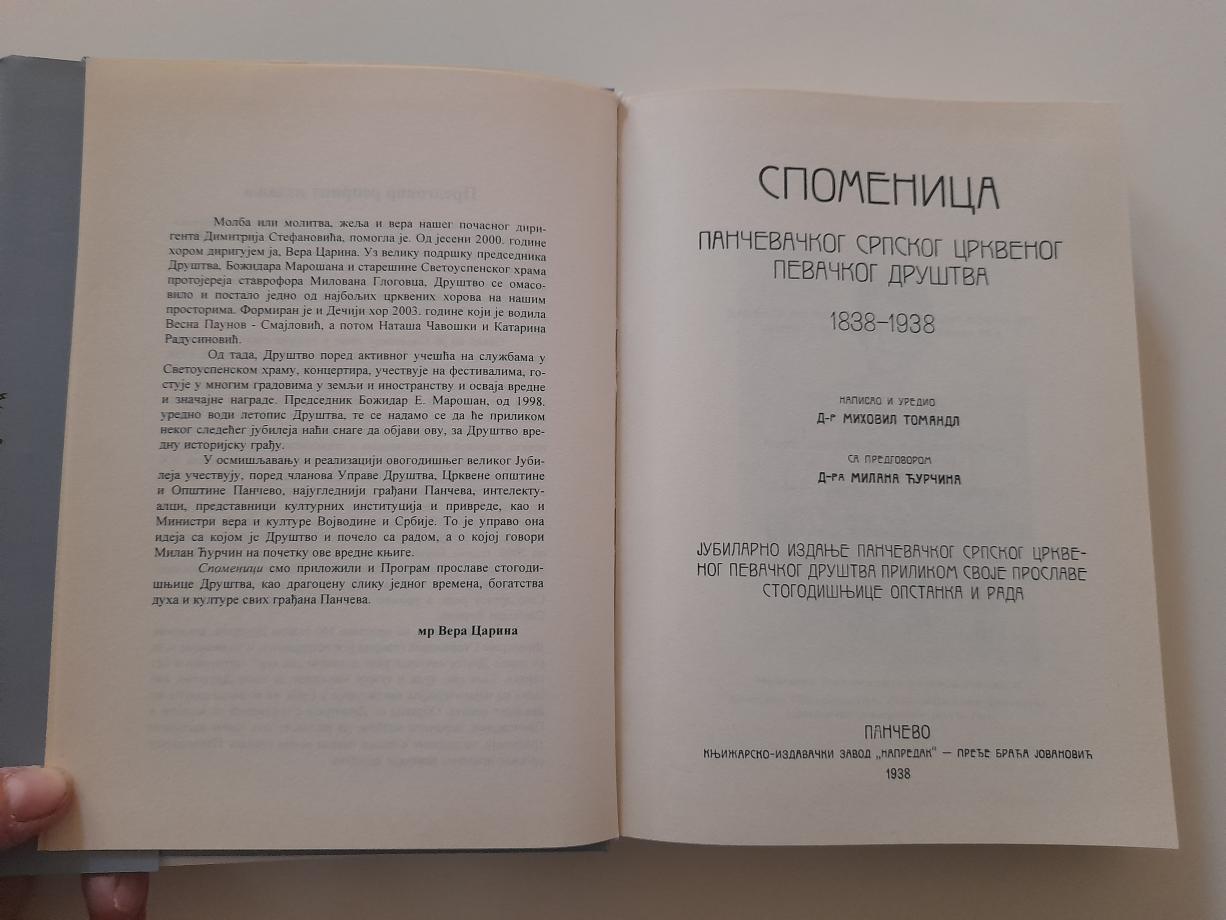 Молба или молитва, жеља и вера нашег почасног дири-
гента Димитрија Стефановића, помогла је. Од јесени 2000. године
хором диригујем ја, Вера Царина. Уз велику подршку председника
Друштва, Божидара Марошана и старешине Светоуспенског храма
протојереја ставрофора Милована Глоговца, Друштво се омасо-
вило и постало једно од најбољих црквених хорова на нашим
просторима. Формиран је и Дечији хор 2003. године који је водила
Весна Паунов - Смајловић, а потом Наташа Чавошки и Катарина
Радусиновић.
Од тада, Друштво поред активног учешћа на службама у
Светоуспенском храму, концертира, учествује на фестивалима, го-
стује у многим градовима у земљи и иностранству и осваја вредне
и значајне награде. Председник Божидар Е. Марошан, од 1998.
уредно води летопис Друштва, те се надамо се да ће приликом
неког следећег јубилеја наћи снаге да објави ову, за Друштво вре-
дну историјску грађу.
У осмишљавању и реализацији овогодишњег великог Јуби-
леја учествују, поред чланова Управе Друштва, Црквене општине
и Општине Панчево, најугледнији грађани Панчева, интелекту-
алци, представници културних институција и привреде, као и
Министри вера и културе Војводине и Србије. То је управо она
идеја са којом је Друштво и почело са радом, а о којој говори
Милан Ћурчин на почетку ове вредне књиге.
Споменици смо приложили и Програм прославе стогоди-
шњице Друштва, као драгоцену слику једног времена, богатства
духа и културе свих грађана Панчева.
мр Вера Царина
СПОМЕНИЦА
ПАНЧЕВАЧКОГ СРПСКОГ ЦРКВЕНОГ
ПЕВАЧКОГ ДРУШТВА
1838-1938
НАПИСАО И УРЕДИО
Д-Р МИХОВИЛ ТОМАНДЛ
СА ПРЕДГОВОРОМ
Д-РА МИЛАНА ЋУРЧИНА
ЈУБИЛАРНО ИЗДАЊЕ ПАНЧЕВАЧКОГ СРПСКОГ ЦРКВЕ-
НОГ ПЕВАЧКОГ ДРУШТВА ПРИЛИКОМ СВОЈЕ ПРОСЛАВЕ
СТОГОДИШЊИЦЕ ОПСТАНКА И РАДА
ПАНЧЕВО
КЊИЖАРСКО-ИЗДАВАЧКИ ЗАВОД „НАПРЕДАК“ — ПРЕЂЕ БРАЋА ЈОВАНОВИЋ
1938